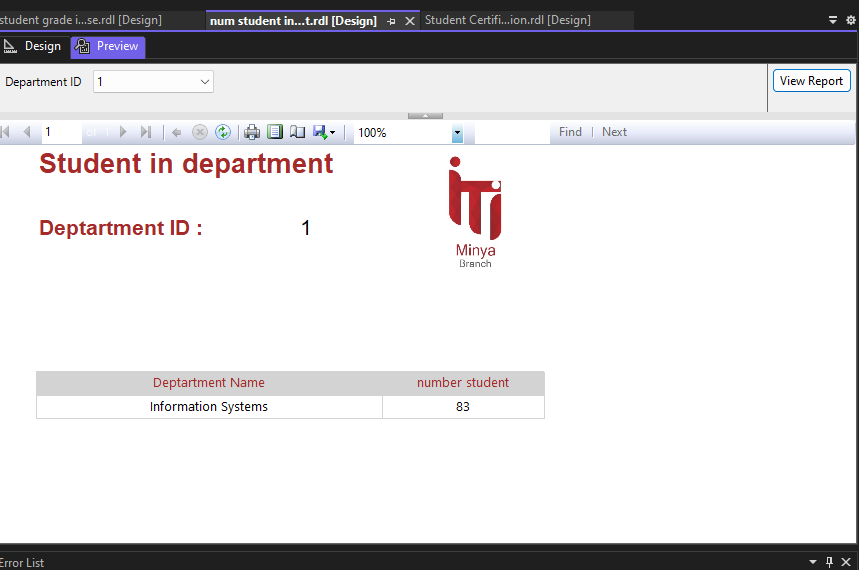 student grade i...se.rdl [Design]
num student in...t.rdl [Design]
Student Certifi...ion.rdl [Design]
Design
Preview
Department ID
1
View Report
1
of 1
100%
Find
Next
Student in department
Deptartment ID :
1
iTi
Minya
Branch
Deptartment Name
number student
Information Systems
83
Error List